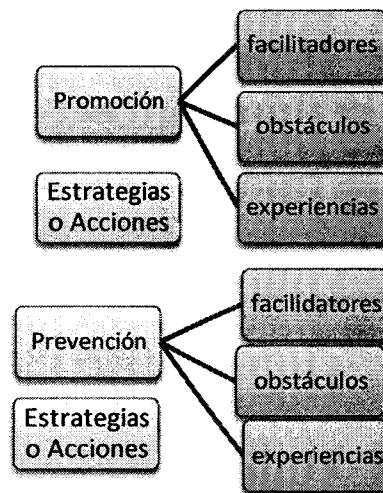 facilitadores
Promoción
obstáculos
Estrategias
o Acciones
experiencias
facilidatores
Prevención
obstáculos
Estrategias
o Acciones
experiencias